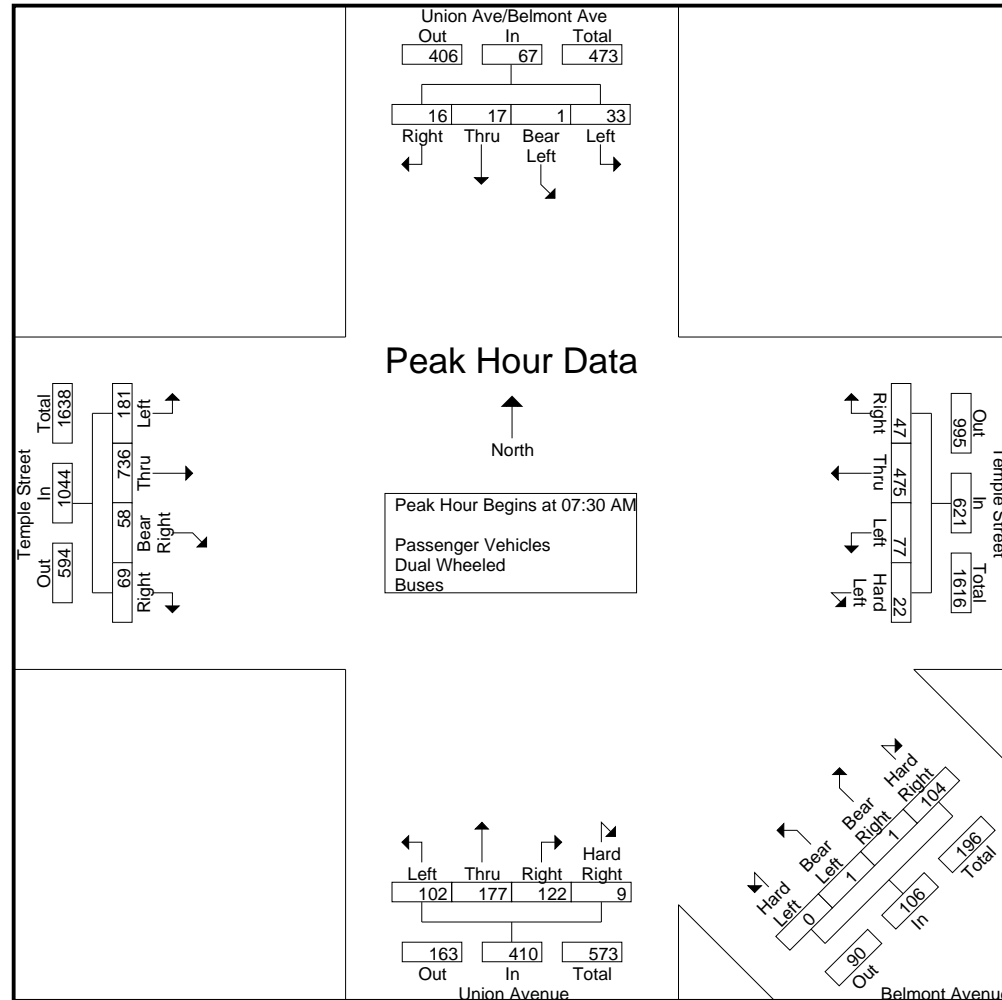 Union Ave/Belmont Ave
Out In Total
406 67 473
16 17 1 33
Right Thru Bear Left Left
Peak Hour Data
North
Peak Hour Begins at 07:30 AM
Passenger Vehicles
Dual Wheeled
Buses
Temple Street
Total In Out
1638 1044 594
181 736 58 69
Left Thru Bear Right Right
Temple Street
Out In Total
995 621 1616
47 475 77 22
Right Thru Left Hard Left
Left Thru Right Hard Right
102 177 122 9
163 410 573
Out In Total
Union Avenue
Hard Left Bear Left Bear Right Hard Right
0 1 1 104
90 106 196
Out In Total
Belmont Avenue